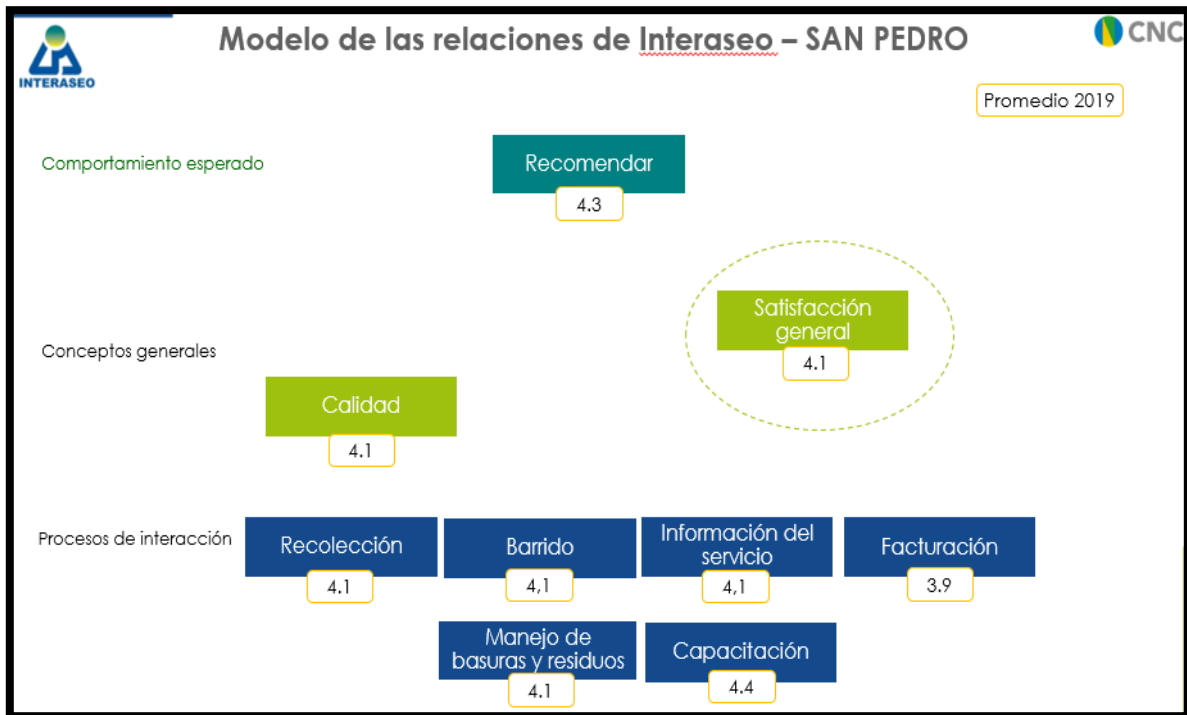 Modelo de las relaciones de Interaseo – SAN PEDRO
INTERASEO
CNC
Promedio 2019
Comportamiento esperado
Recomendar
4.3
Conceptos generales
Satisfacción
general
4.1
Calidad
4.1
Procesos de interacción
Recolección
4.1
Barrido
4,1
Información del
servicio
4,1
Facturación
3.9
Manejo de
basuras y residuos
4.1
Capacitación
4.4